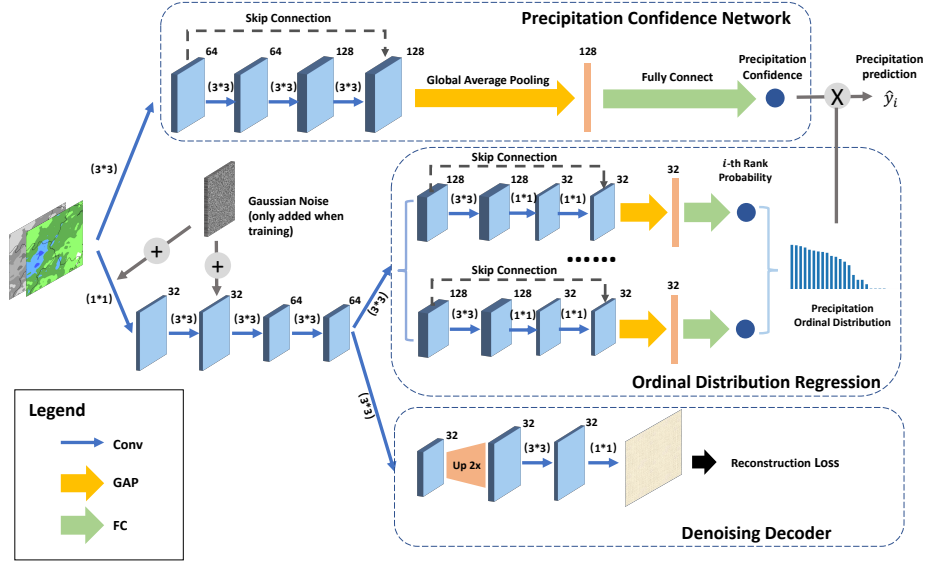 Precipitation Confidence Network
Skip Connection
64
64
128
128
(3*3)
(3*3)
(3*3)
Global Average Pooling
128
Fully Connect
Precipitation
Confidence
X
Precipitation
prediction
ŷᵢ
(3*3)
Gaussian Noise
(only added when
training)
+
+
(1*1)
32
32
64
64
(3*3)
(3*3)
(3*3)
(3*3)
(3*3)
Skip Connection
128
128
32
32
(3*3)
(1*1)
(1*1)
32
i-th Rank
Probability
......
Skip Connection
128
128
32
32
(3*3)
(1*1)
(1*1)
32
Precipitation
Ordinal Distribution
Ordinal Distribution Regression
32
Up 2x
32
(3*3)
32
(1*1)
Reconstruction Loss
Denoising Decoder
Legend
Conv
GAP
FC